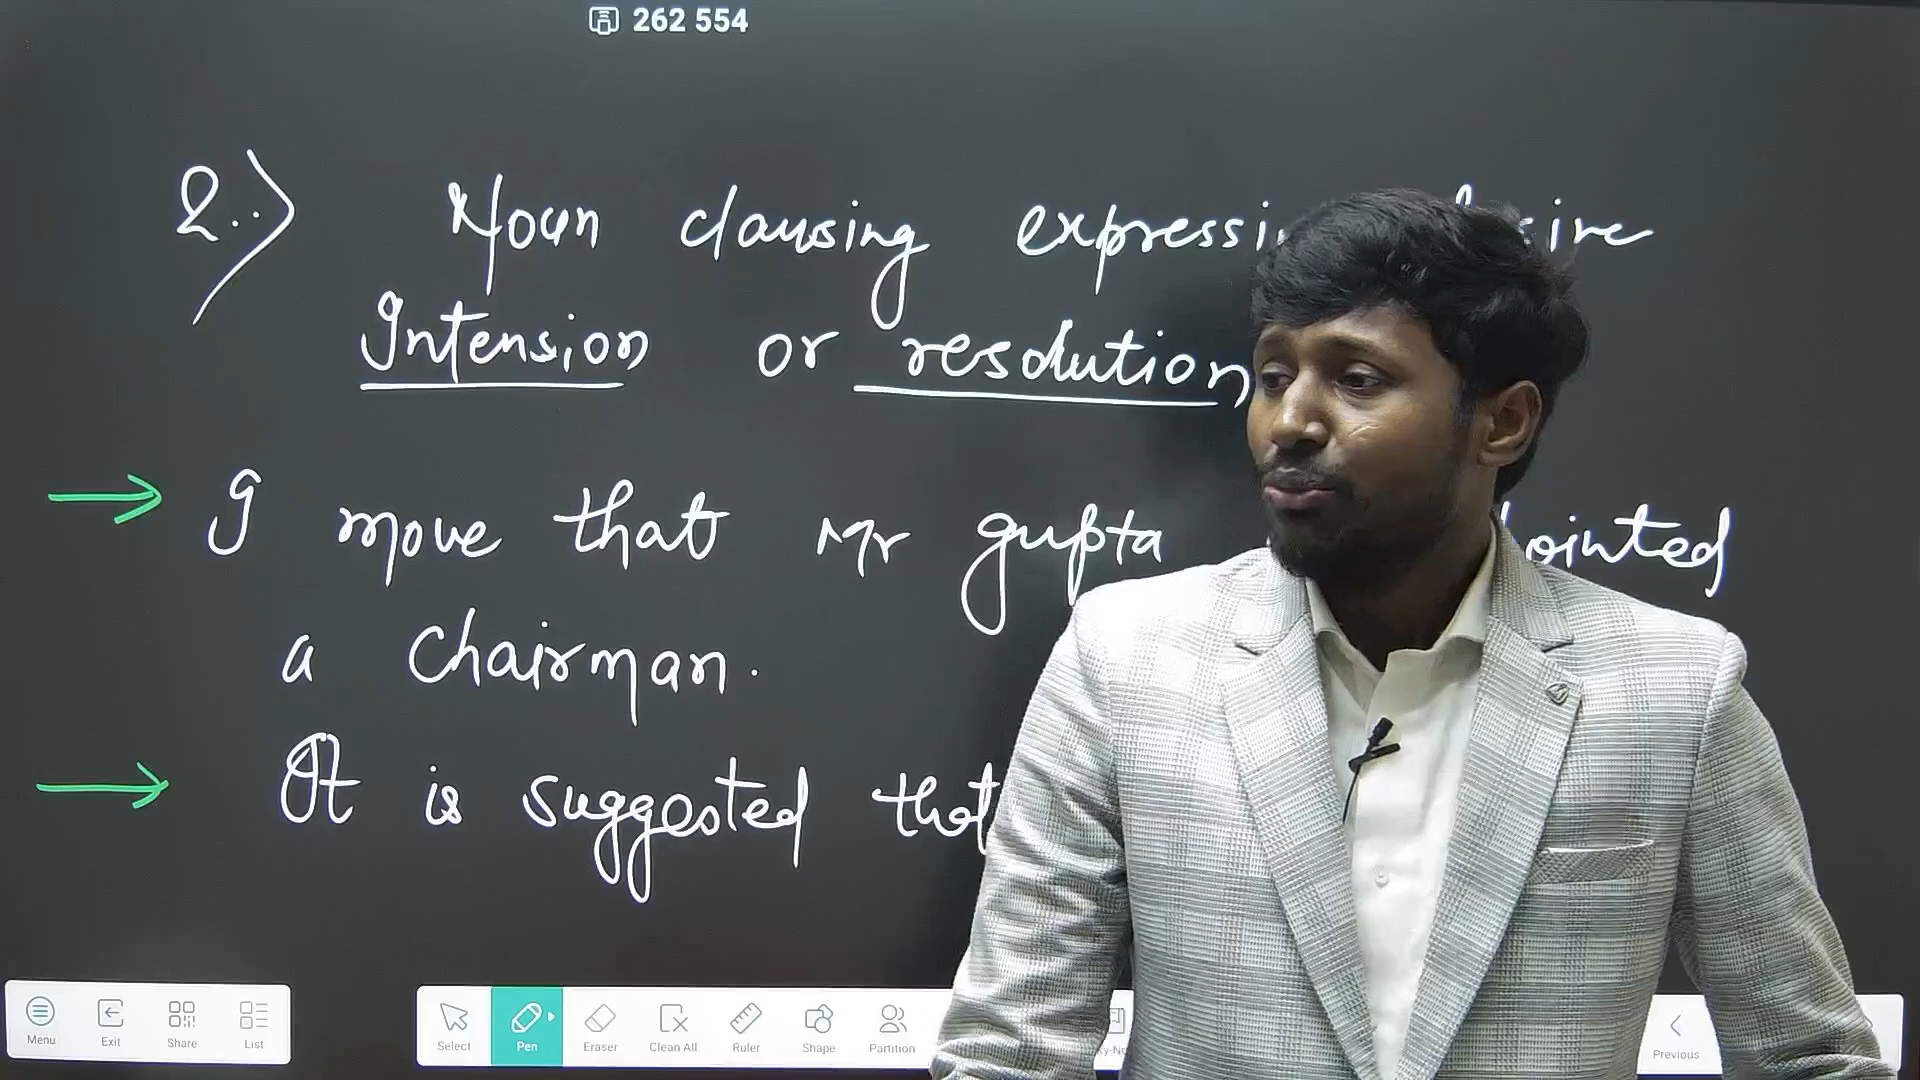 262 554
2..) Noun clausing
Intension or resolution
I move that Mr gupta
a Chairman.
It is suggested that
Menu Exit Share List Select Pen Eraser Clean All Ruler Shape Partition Previous